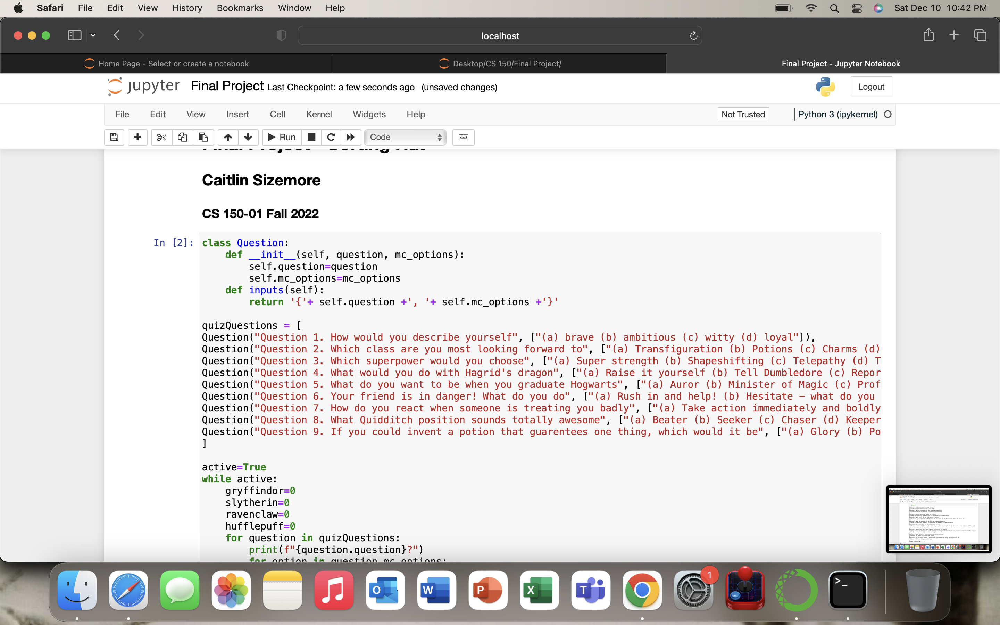 Safari File Edit View History Bookmarks Window Help Sat Dec 10 10:42 PM
localhost
Home Page - Select or create a notebook Desktop/CS 150/Final Project/ Final Project - Jupyter Notebook
jupyter Final Project Last Checkpoint: a few seconds ago (unsaved changes) Logout
File Edit View Insert Cell Kernel Widgets Help Not Trusted Python 3 (ipykernel)
Run Code
Final Project - Sorting Hat
Caitlin Sizemore
CS 150-01 Fall 2022
In [2]: class Question:
    def __init__(self, question, mc_options):
        self.question=question
        self.mc_options=mc_options
    def inputs(self):
        return '{'+ self.question +', '+ self.mc_options +'}'
quizQuestions = [
Question("Question 1. How would you describe yourself", ["(a) brave (b) ambitious (c) witty (d) loyal"]),
Question("Question 2. Which class are you most looking forward to", ["(a) Transfiguration (b) Potions (c) Charms (d)
Question("Question 3. Which superpower would you choose", ["(a) Super strength (b) Shapeshifting (c) Telepathy (d) T
Question("Question 4. What would you do with Hagrid's dragon", ["(a) Raise it yourself (b) Tell Dumbledore (c) Repor
Question("Question 5. What do you want to be when you graduate Hogwarts", ["(a) Auror (b) Minister of Magic (c) Prof
Question("Question 6. Your friend is in danger! What do you do", ["(a) Rush in and help! (b) Hesitate – what do you
Question("Question 7. How do you react when someone is treating you badly", ["(a) Take action immediately and boldly
Question("Question 8. What Quidditch position sounds totally awesome", ["(a) Beater (b) Seeker (c) Chaser (d) Keeper
Question("Question 9. If you could invent a potion that guarentees one thing, which would it be", ["(a) Glory (b) Po
]
active=True
while active:
    gryffindor=0
    slytherin=0
    ravenclaw=0
    hufflepuff=0
    for question in quizQuestions:
        print(f"{question.question}?")
        for option in question.mc_options:
O W P X T 1 >_